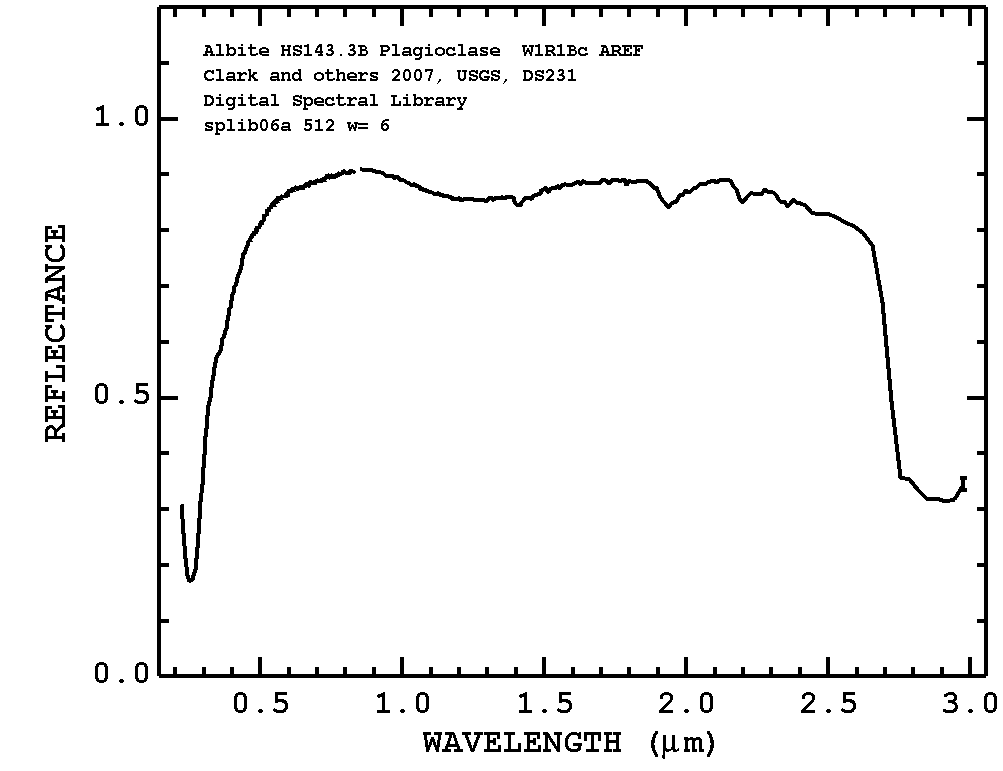 Albite HS143.3B Plagioclase W1R1Bc AREF
Clark and others 2007, USGS, DS231
Digital Spectral Library
splib06a 512 w= 6
1.0
0.5
0.0
REFLECTANCE
0.5 1.0 1.5 2.0 2.5 3.0
WAVELENGTH (μm)